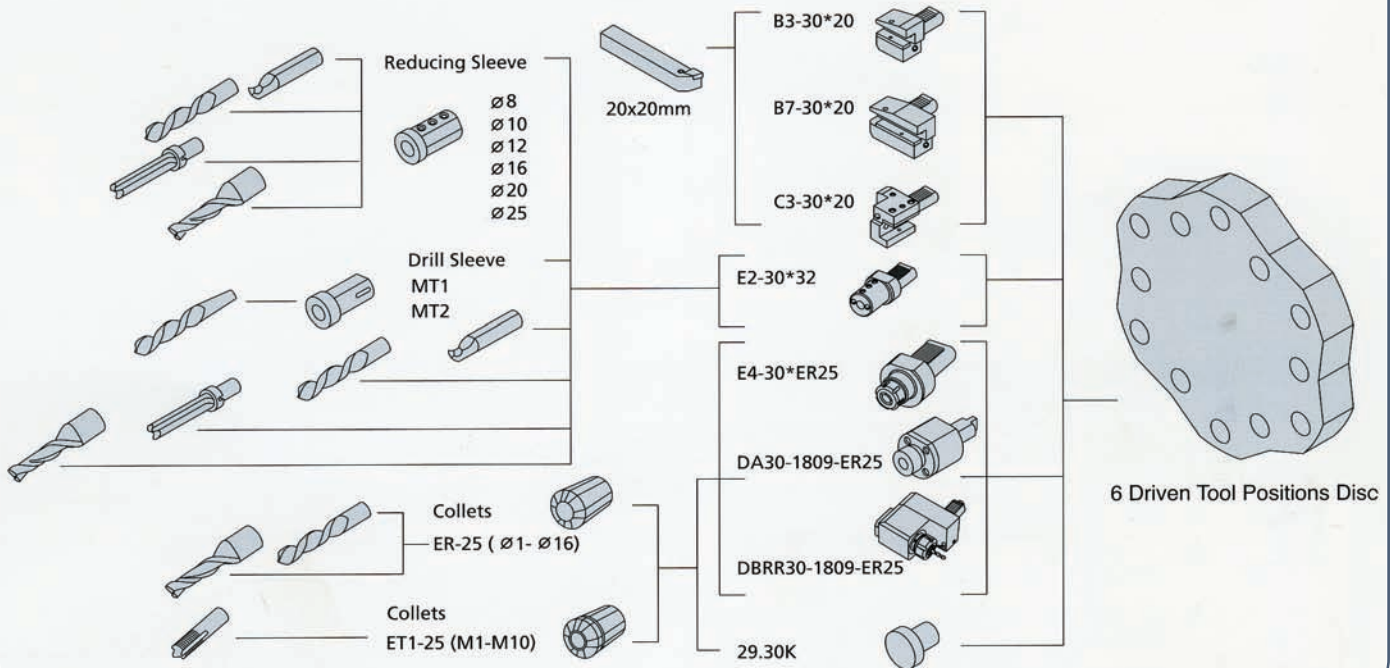 Reducing Sleeve
ø8
ø10
ø12
ø16
ø20
ø25
Drill Sleeve
MT1
MT2
Collets
ER-25 ( ø1- ø16)
Collets
ET1-25 (M1-M10)
20x20mm
B3-30*20
B7-30*20
C3-30*20
E2-30*32
E4-30*ER25
DA30-1809-ER25
DBRR30-1809-ER25
29.30K
6 Driven Tool Positions Disc